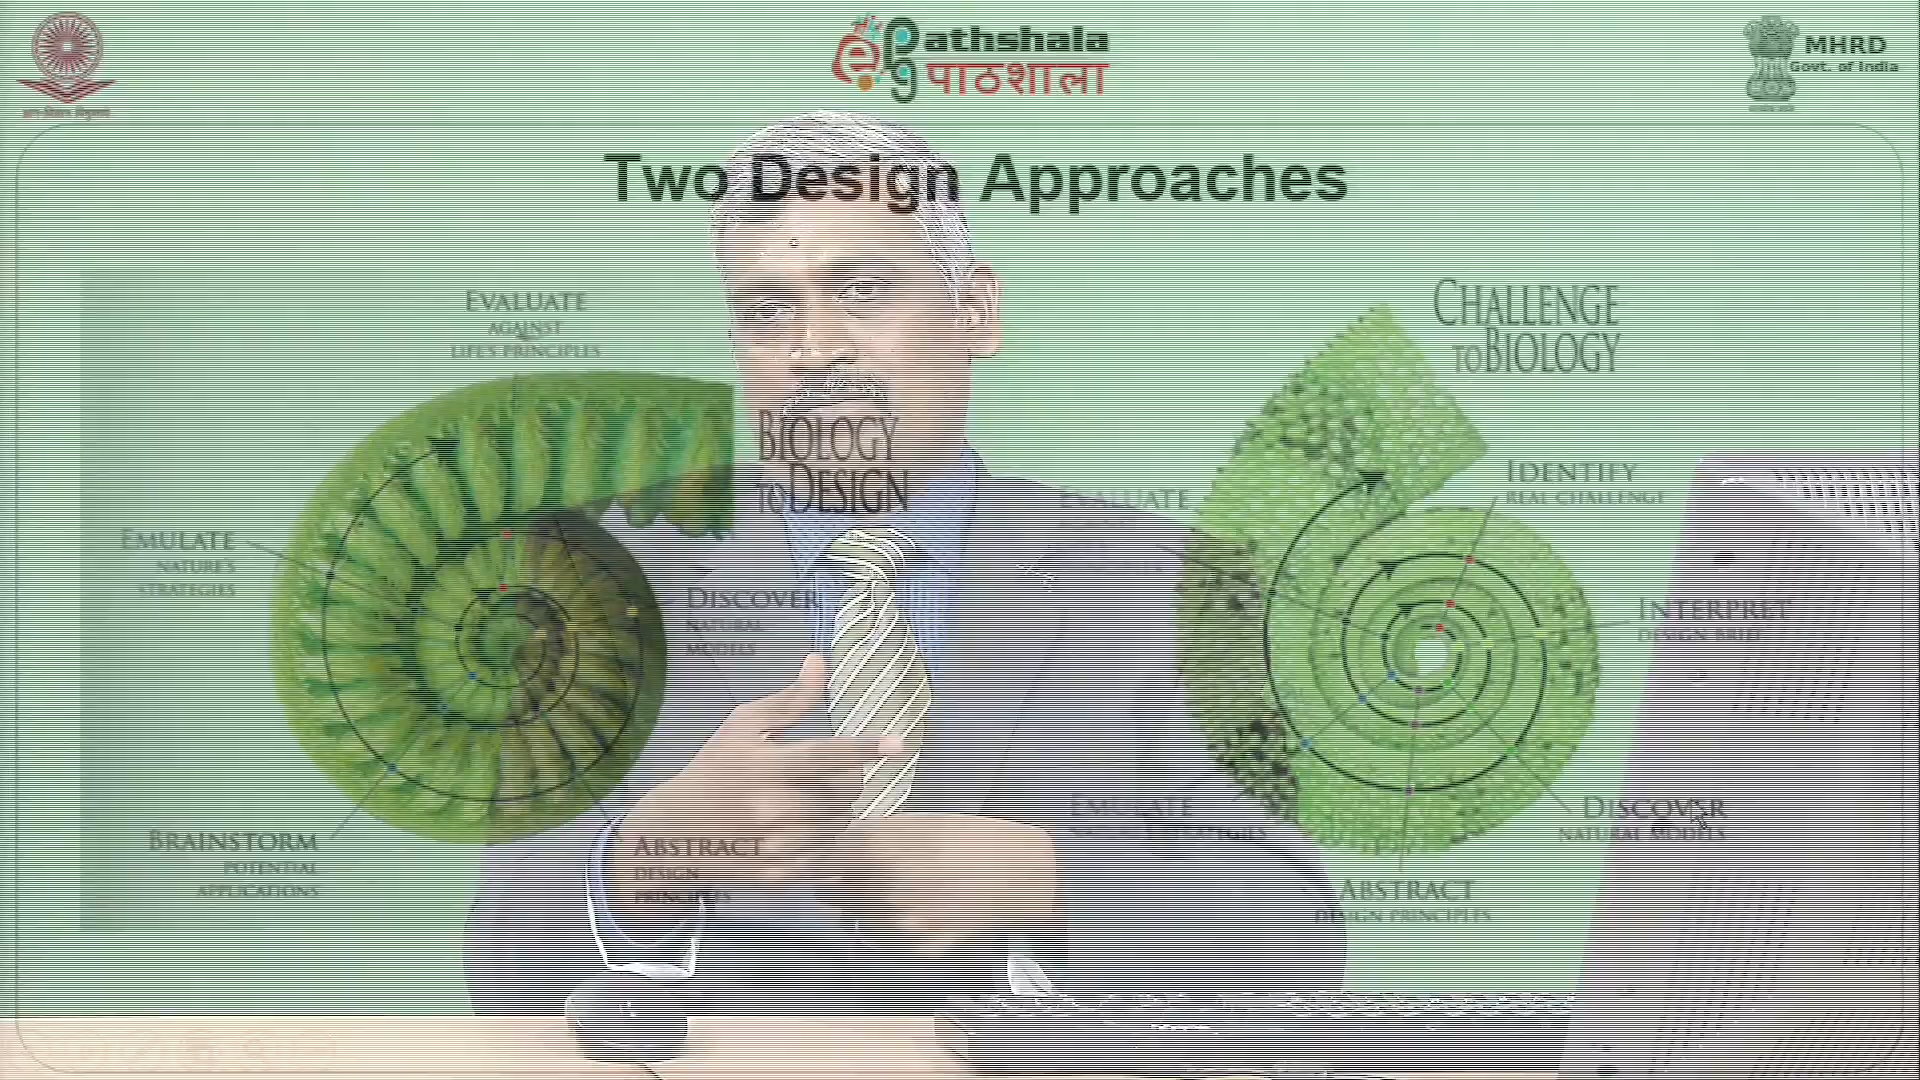 Pathshala
पाठशाला
MHRD
Govt. of India
Two Design Approaches
EVALUATE
AGAINST
LIFE'S PRINCIPLES
BIOLOGY
TO DESIGN
EMULATE
NATURE'S
STRATEGIES
DISCOVER
NATURAL
MODELS
BRAINSTORM
POTENTIAL
APPLICATIONS
ABSTRACT
DESIGN
PRINCIPLES
CHALLENGE
TO BIOLOGY
EVALUATE
IDENTIFY
REAL CHALLENGE
INTERPRET
DESIGN BRIEF
EMULATE
DISCOVER
NATURAL MODELS
ABSTRACT
DESIGN PRINCIPLES